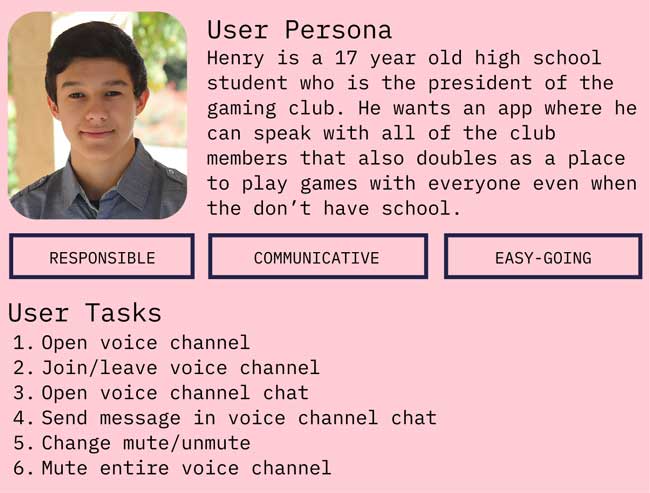 User Persona
Henry is a 17 year old high school
student who is the president of the
gaming club. He wants an app where he
can speak with all of the club
members that also doubles as a place
to play games with everyone even when
the don’t have school.
RESPONSIBLE
COMMUNICATIVE
EASY-GOING
User Tasks
1. Open voice channel
2. Join/leave voice channel
3. Open voice channel chat
4. Send message in voice channel chat
5. Change mute/unmute
6. Mute entire voice channel